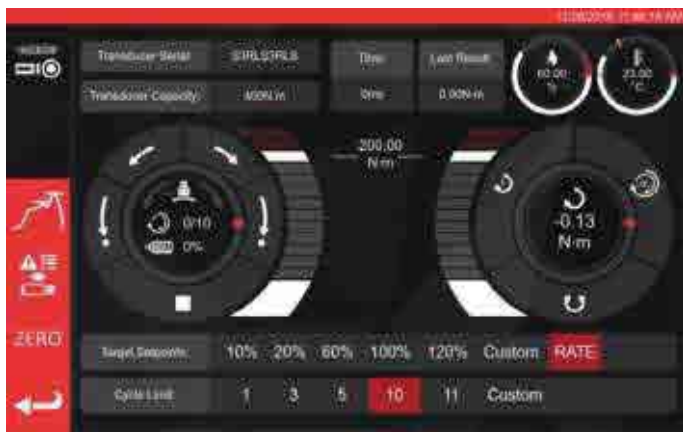 Transducer Serial
Time
Last Result
60.00
%
23.00
°C
Transducer Capacity
400N.m
0ms
0.00N·m
200.00
N·m
0/10
0%
-0.13
N·m
ZERO
Target Setpoints
10% 20% 60% 100% 120% Custom RATE
Cycle Limit
1 3 5 10 11 Custom